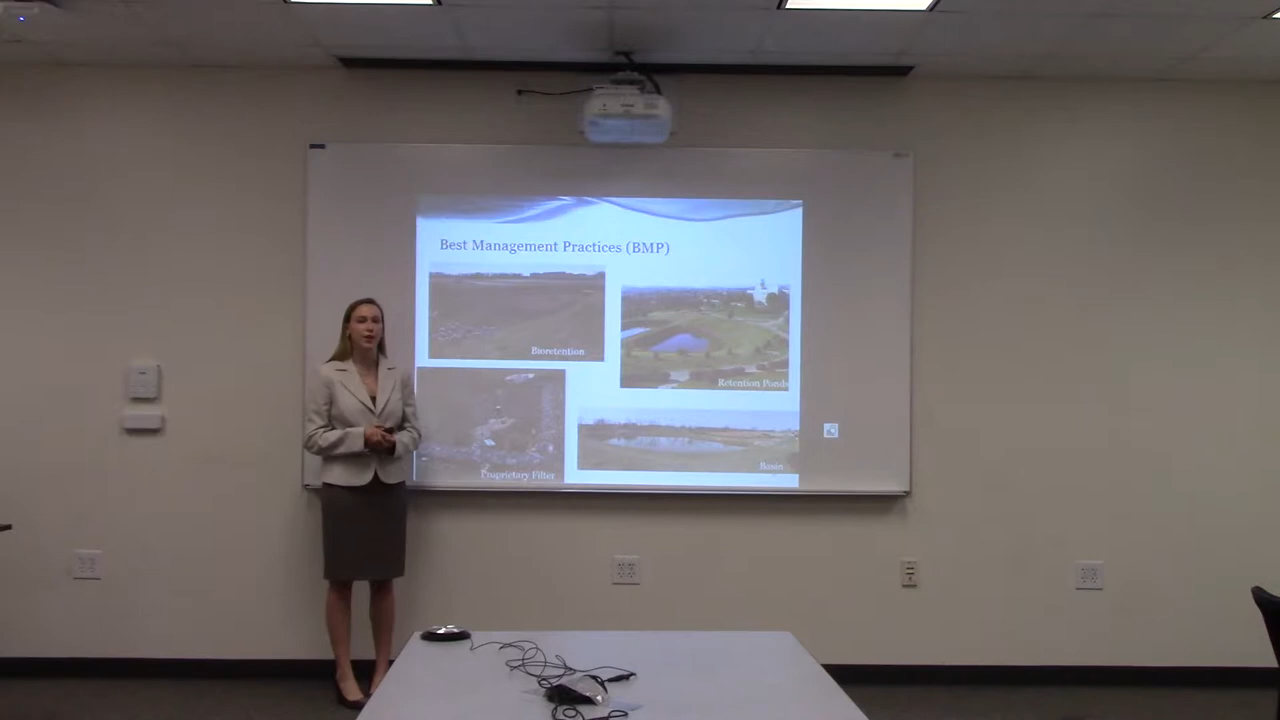 Best Management Practices (BMP)
Bioretention
Retention Ponds
Proprietary Filter
Basin